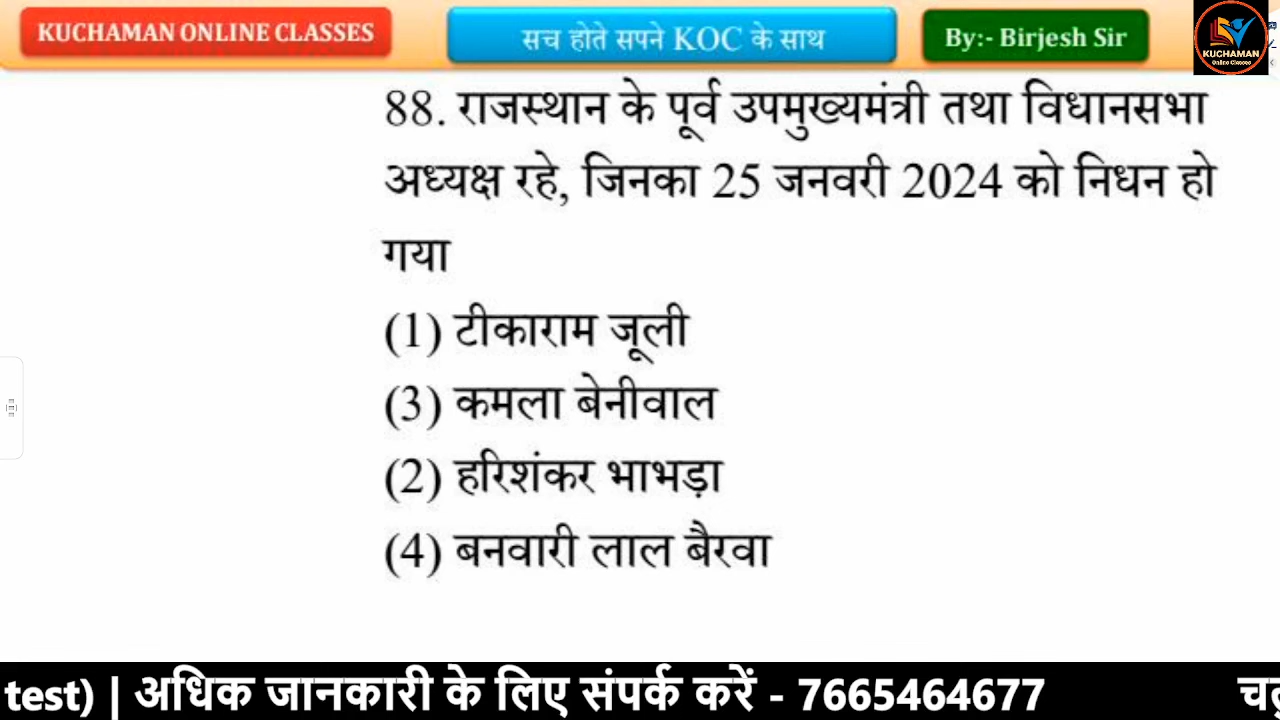 KUCHAMAN ONLINE CLASSES
सच होते सपने KOC के साथ
By:- Birjesh Sir
KUCHAMAN
Online Classes
88. राजस्थान के पूर्व उपमुख्यमंत्री तथा विधानसभा
अध्यक्ष रहे, जिनका 25 जनवरी 2024 को निधन हो
गया
(1) टीकाराम जूली
(3) कमला बेनीवाल
(2) हरिशंकर भाभड़ा
(4) बनवारी लाल बैरवा
test) | अधिक जानकारी के लिए संपर्क करें - 7665464677